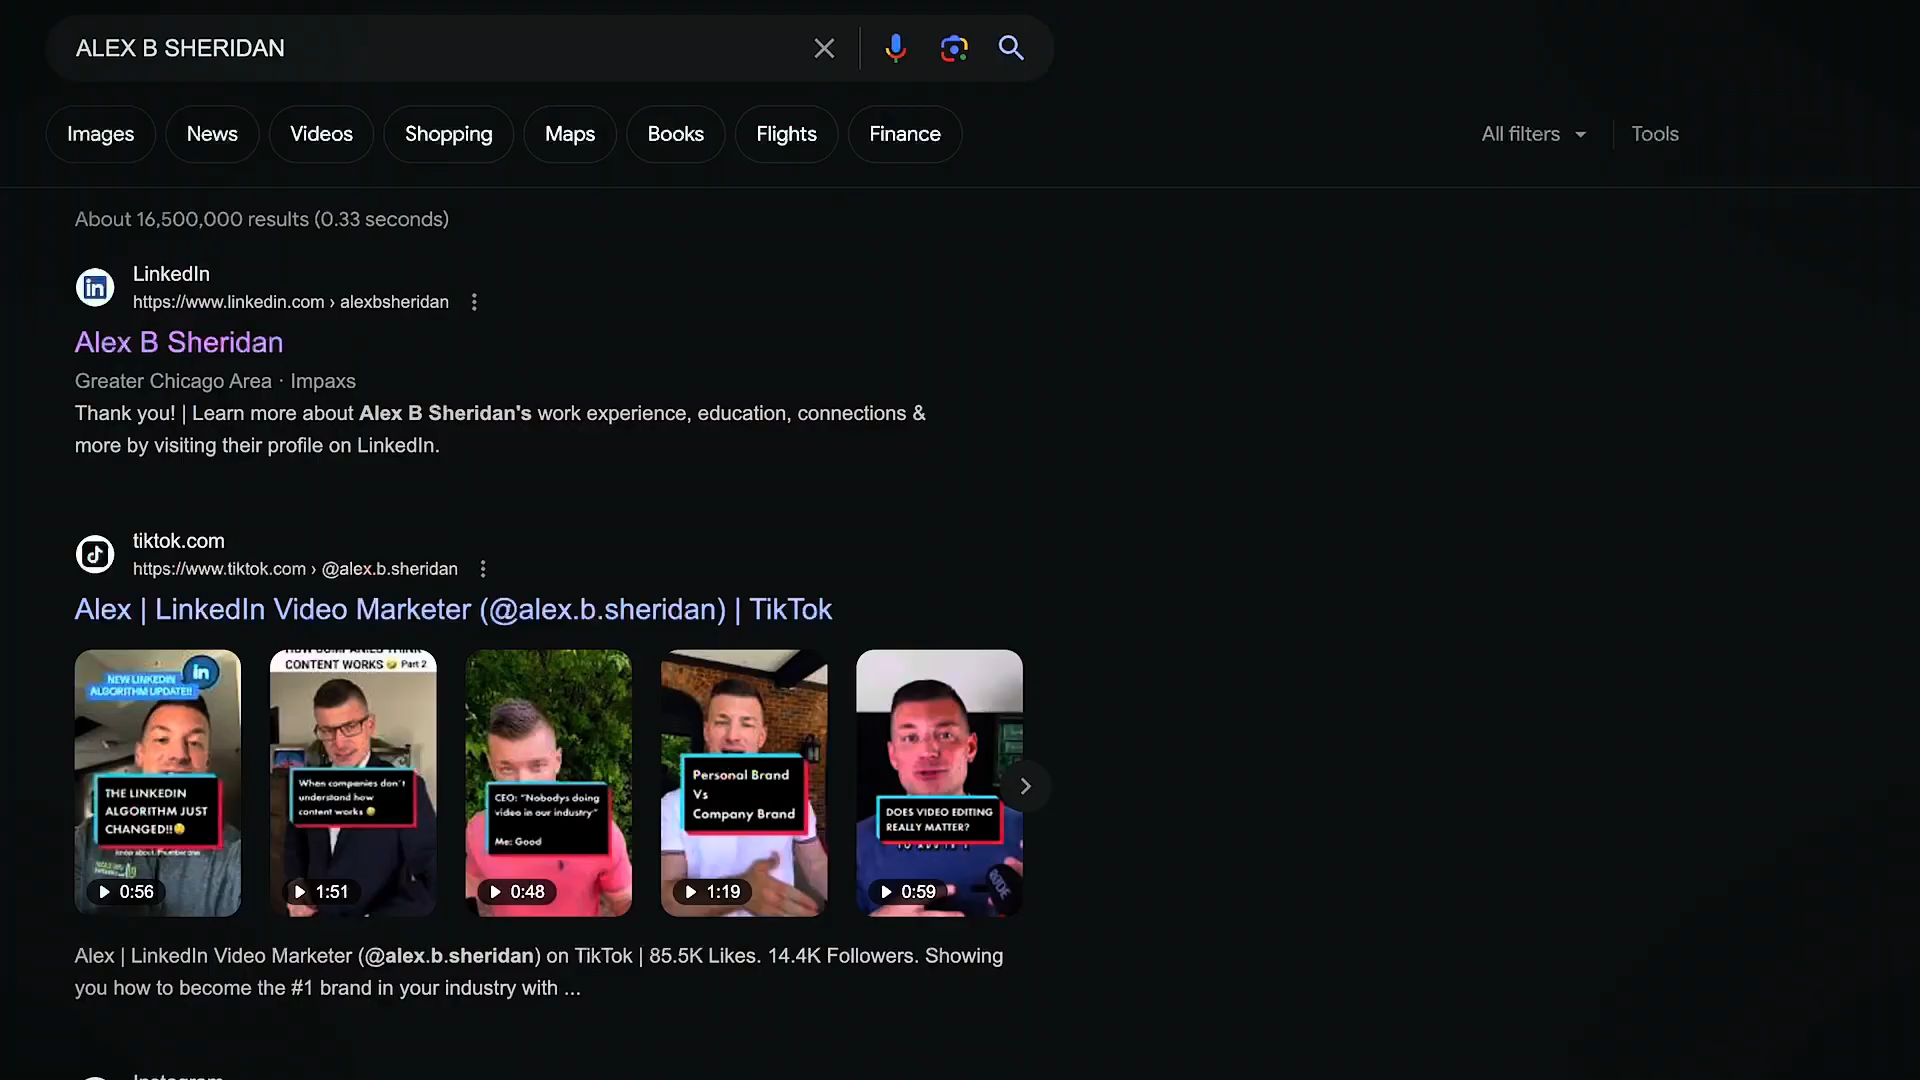 ALEX B SHERIDAN
Images News Videos Shopping Maps Books Flights Finance All filters Tools
About 16,500,000 results (0.33 seconds)
LinkedIn
https://www.linkedin.com › alexbsheridan
Alex B Sheridan
Greater Chicago Area · Impaxs
Thank you! | Learn more about Alex B Sheridan's work experience, education, connections &
more by visiting their profile on LinkedIn.
tiktok.com
https://www.tiktok.com › @alex.b.sheridan
Alex | LinkedIn Video Marketer (@alex.b.sheridan) | TikTok
in
NEW LINKEDIN
ALGORITHM UPDATE!!
THE LINKEDIN
ALGORITHM JUST
CHANGED!!
0:56
HOW COMPANIES THINK
CONTENT WORKS Part 2
When companies don't
understand how
content works
1:51
CEO: "Nobodys doing
video in our industry"
Me: Good
0:48
Personal Brand
Vs
Company Brand
1:19
DOES VIDEO EDITING
REALLY MATTER?
RODE
0:59
Alex | LinkedIn Video Marketer (@alex.b.sheridan) on TikTok | 85.5K Likes. 14.4K Followers. Showing
you how to become the #1 brand in your industry with ...
Instagram